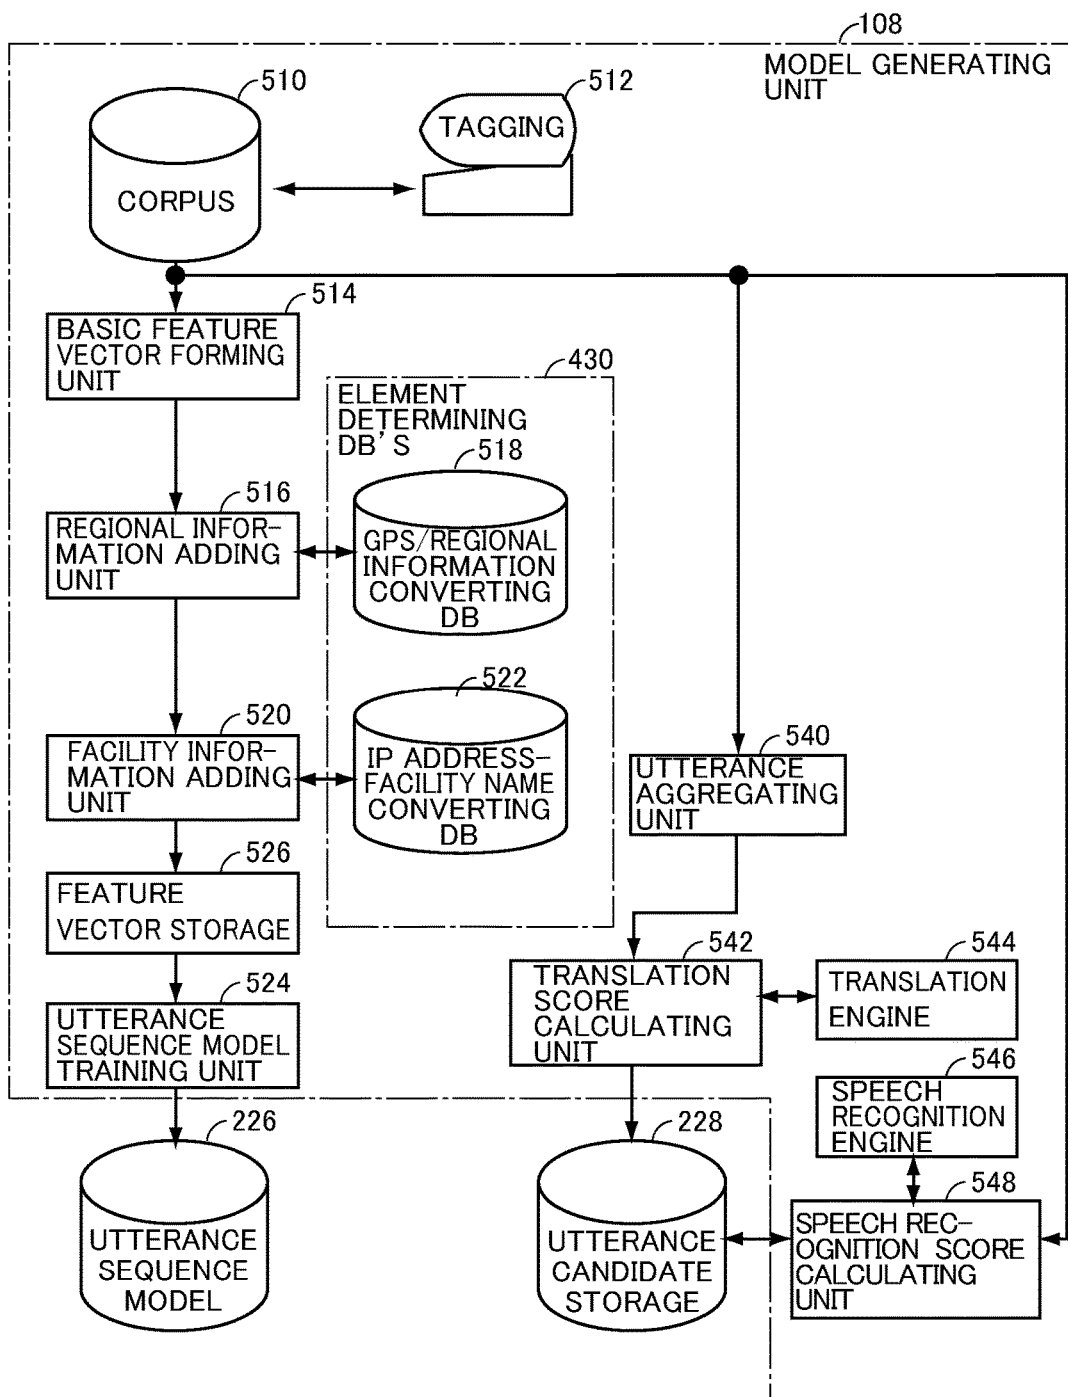 108
MODEL GENERATING
UNIT
510
CORPUS
512
TAGGING
514
BASIC FEATURE
VECTOR FORMING
UNIT
430
ELEMENT
DETERMINING
DB'S
516
REGIONAL INFOR-
MATION ADDING
UNIT
518
GPS/REGIONAL
INFORMATION
CONVERTING
DB
520
FACILITY INFOR-
MATION ADDING
UNIT
522
IP ADDRESS-
FACILITY NAME
CONVERTING
DB
540
UTTERANCE
AGGREGATING
UNIT
526
FEATURE
VECTOR STORAGE
524
UTTERANCE
SEQUENCE MODEL
TRAINING UNIT
542
TRANSLATION
SCORE
CALCULATING
UNIT
544
TRANSLATION
ENGINE
546
SPEECH
RECOGNITION
ENGINE
226
UTTERANCE
SEQUENCE
MODEL
228
UTTERANCE
CANDIDATE
STORAGE
548
SPEECH REC-
OGNITION SCORE
CALCULATING
UNIT